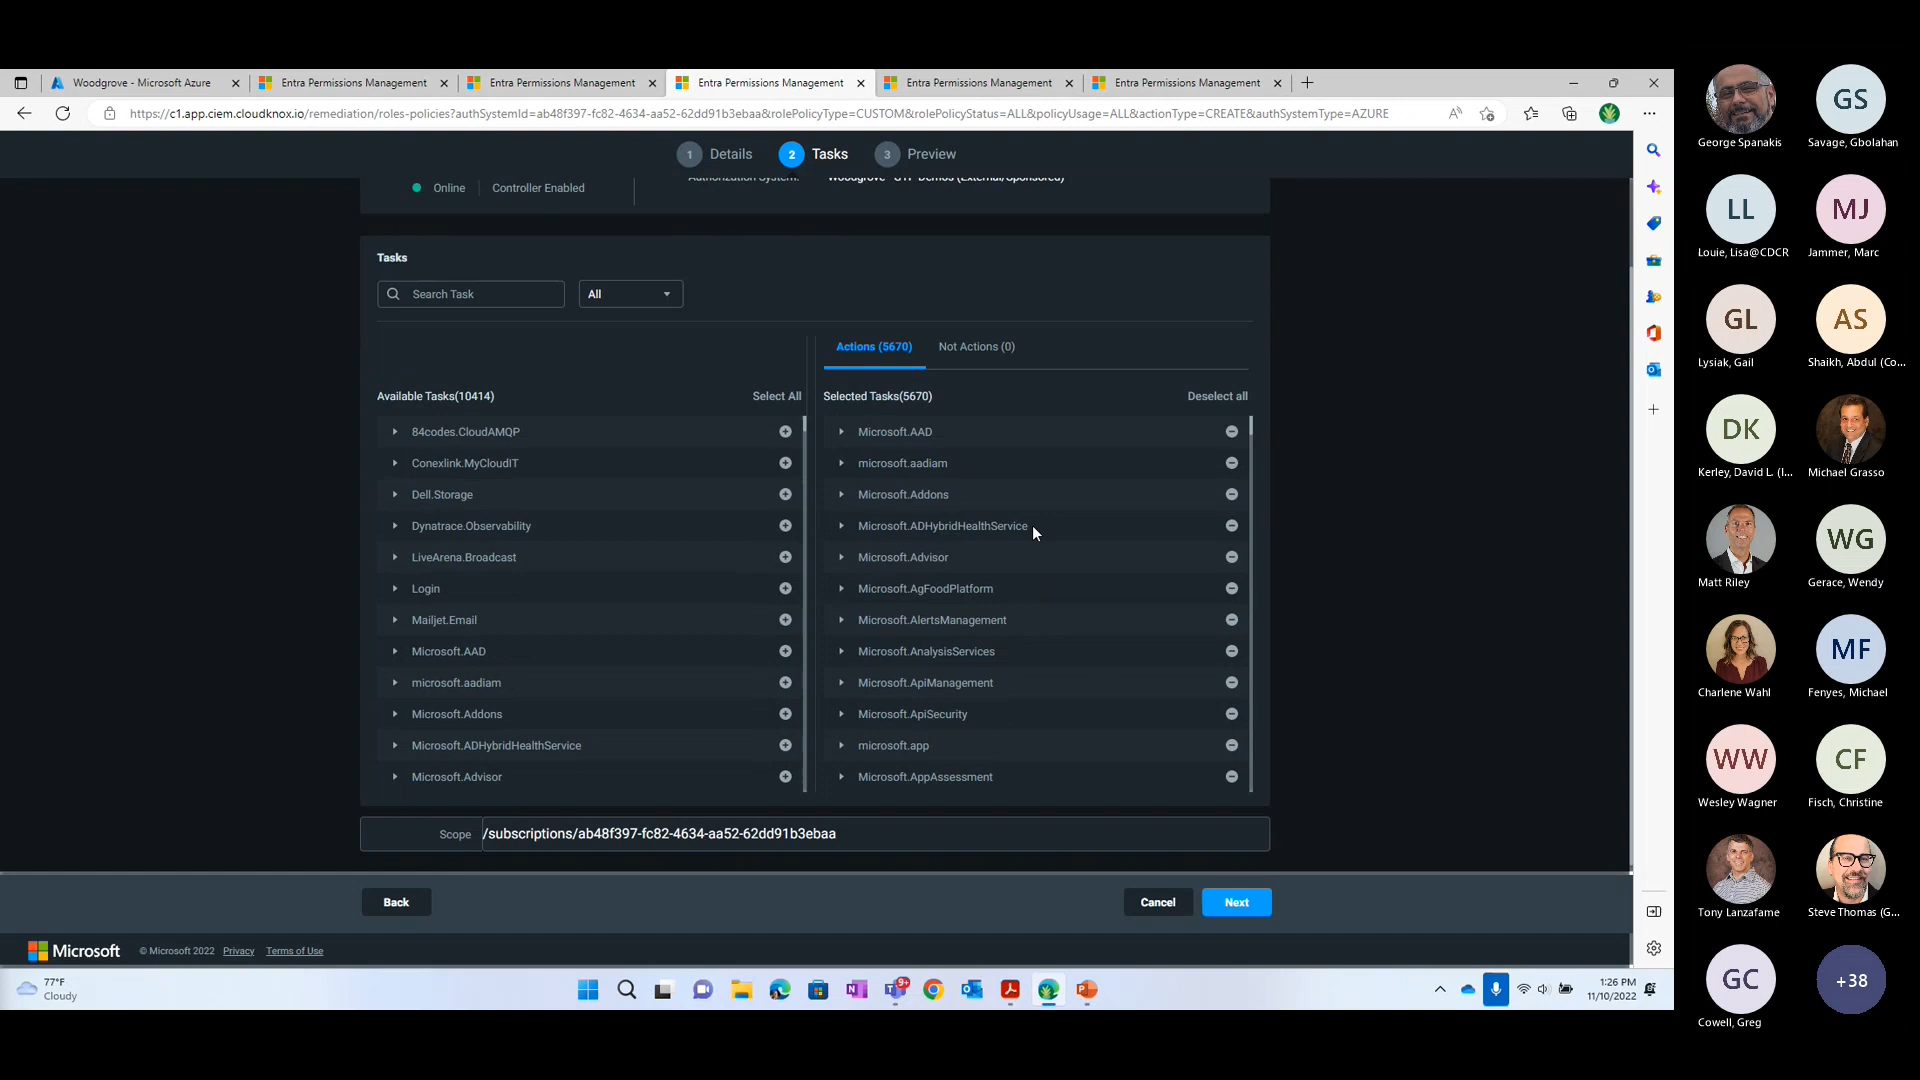 Woodgrove - Microsoft Azure
Entra Permissions Management
Entra Permissions Management
Entra Permissions Management
Entra Permissions Management
Entra Permissions Management
https://c1.app.ciem.cloudknox.io/remediation/roles-policies?authSystemId=ab48f397-fc82-4634-aa52-62dd91b3ebaa&rolePolicyType=CUSTOM&rolePolicyStatus=ALL&policyUsage=ALL&actionType=CREATE&authSystemType=AZURE
1 Details
2 Tasks
3 Preview
Online
Controller Enabled
Authorization System:
Woodgrove - GTP Demos (External/Sponsored)
Tasks
Search Task
All
Actions (5670)
Not Actions (0)
Available Tasks(10414)
Select All
84codes.CloudAMQP
Conexlink.MyCloudIT
Dell.Storage
Dynatrace.Observability
LiveArena.Broadcast
Login
Mailjet.Email
Microsoft.AAD
microsoft.aadiam
Microsoft.Addons
Microsoft.ADHybridHealthService
Microsoft.Advisor
Selected Tasks(5670)
Deselect all
Microsoft.AAD
microsoft.aadiam
Microsoft.Addons
Microsoft.ADHybridHealthService
Microsoft.Advisor
Microsoft.AgFoodPlatform
Microsoft.AlertsManagement
Microsoft.AnalysisServices
Microsoft.ApiManagement
Microsoft.ApiSecurity
microsoft.app
Microsoft.AppAssessment
Scope
/subscriptions/ab48f397-fc82-4634-aa52-62dd91b3ebaa
Back
Cancel
Next
Microsoft
© Microsoft 2022
Privacy
Terms of Use
77°F
Cloudy
9+
1:26 PM
11/10/2022
George Spanakis
GS
Savage, Gbolahan
LL
Louie, Lisa@CDCR
MJ
Jammer, Marc
GL
Lysiak, Gail
AS
Shaikh, Abdul (Co...
DK
Kerley, David L. (I...
Michael Grasso
Matt Riley
WG
Gerace, Wendy
Charlene Wahl
MF
Fenyes, Michael
WW
Wesley Wagner
CF
Fisch, Christine
Tony Lanzafame
Steve Thomas (G...
GC
Cowell, Greg
+38